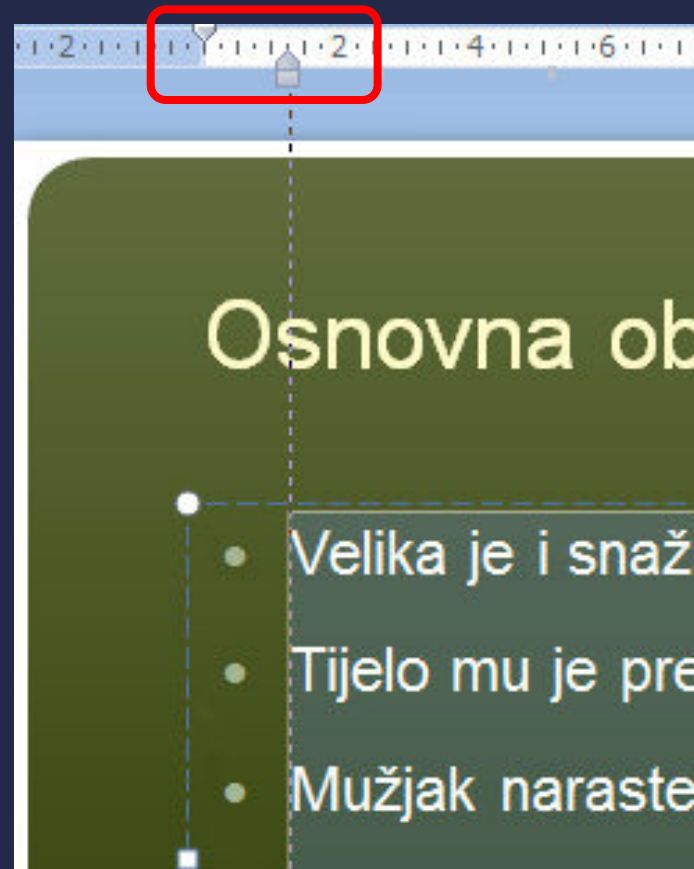 2 2 4 6
Osnovna ob
Velika je i snaž
Tijelo mu je pre
Mužjak naraste